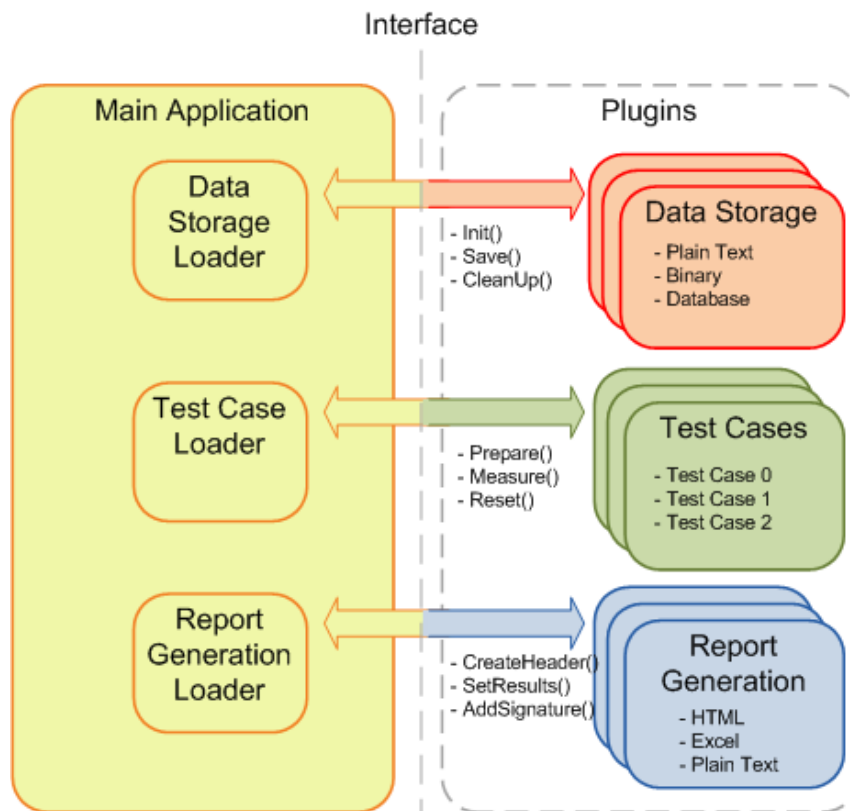 Interface
Main Application
Plugins
Data
Storage
Loader
- Init()
- Save()
- CleanUp()
Data Storage
- Plain Text
- Binary
- Database
Test Case
Loader
- Prepare()
- Measure()
- Reset()
Test Cases
- Test Case 0
- Test Case 1
- Test Case 2
Report
Generation
Loader
- CreateHeader()
- SetResults()
- AddSignature()
Report
Generation
- HTML
- Excel
- Plain Text